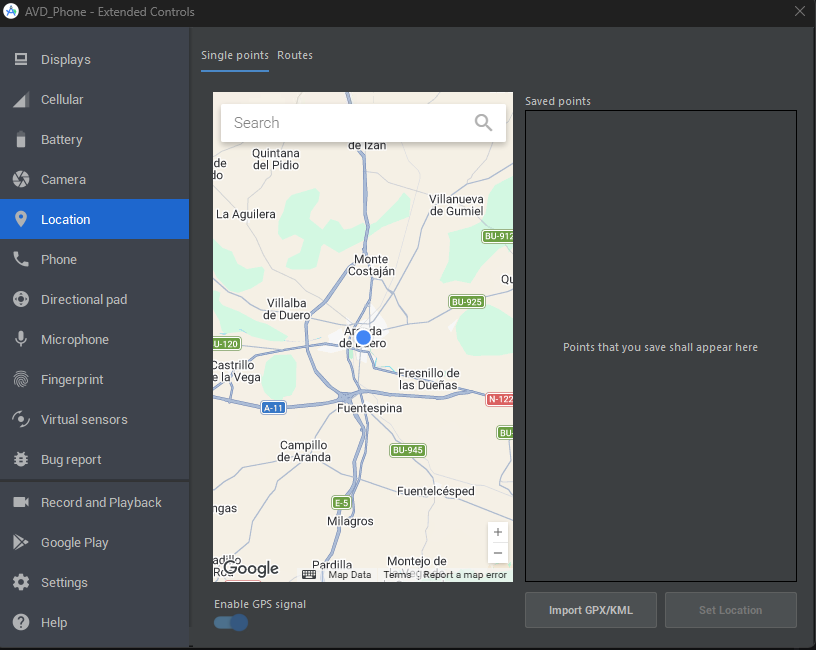 AVD_Phone - Extended Controls
Displays
Cellular
Battery
Camera
Location
Phone
Directional pad
Microphone
Fingerprint
Virtual sensors
Bug report
Record and Playback
Google Play
Settings
Help
Single points
Routes
Search
de Izan
Quintana
del Pidio
de
do
La Aguilera
Villanueva
de Gumiel
BU-912
Monte
Costaján
Qu
BU-925
Villalba
de Duero
Aranda
de Duero
U-120
Castrillo
e la Vega
Fresnillo de
las Dueñas
N-122
A-11
Fuentespina
BU-
Campillo
de Aranda
BU-945
Fuentelcésped
E-5
ngas
Milagros
adillo
Roa
Pardilla
Montejo de
Google
Map Data
Terms
Report a map error
+
−
Enable GPS signal
Saved points
Points that you save shall appear here
Import GPX/KML
Set Location